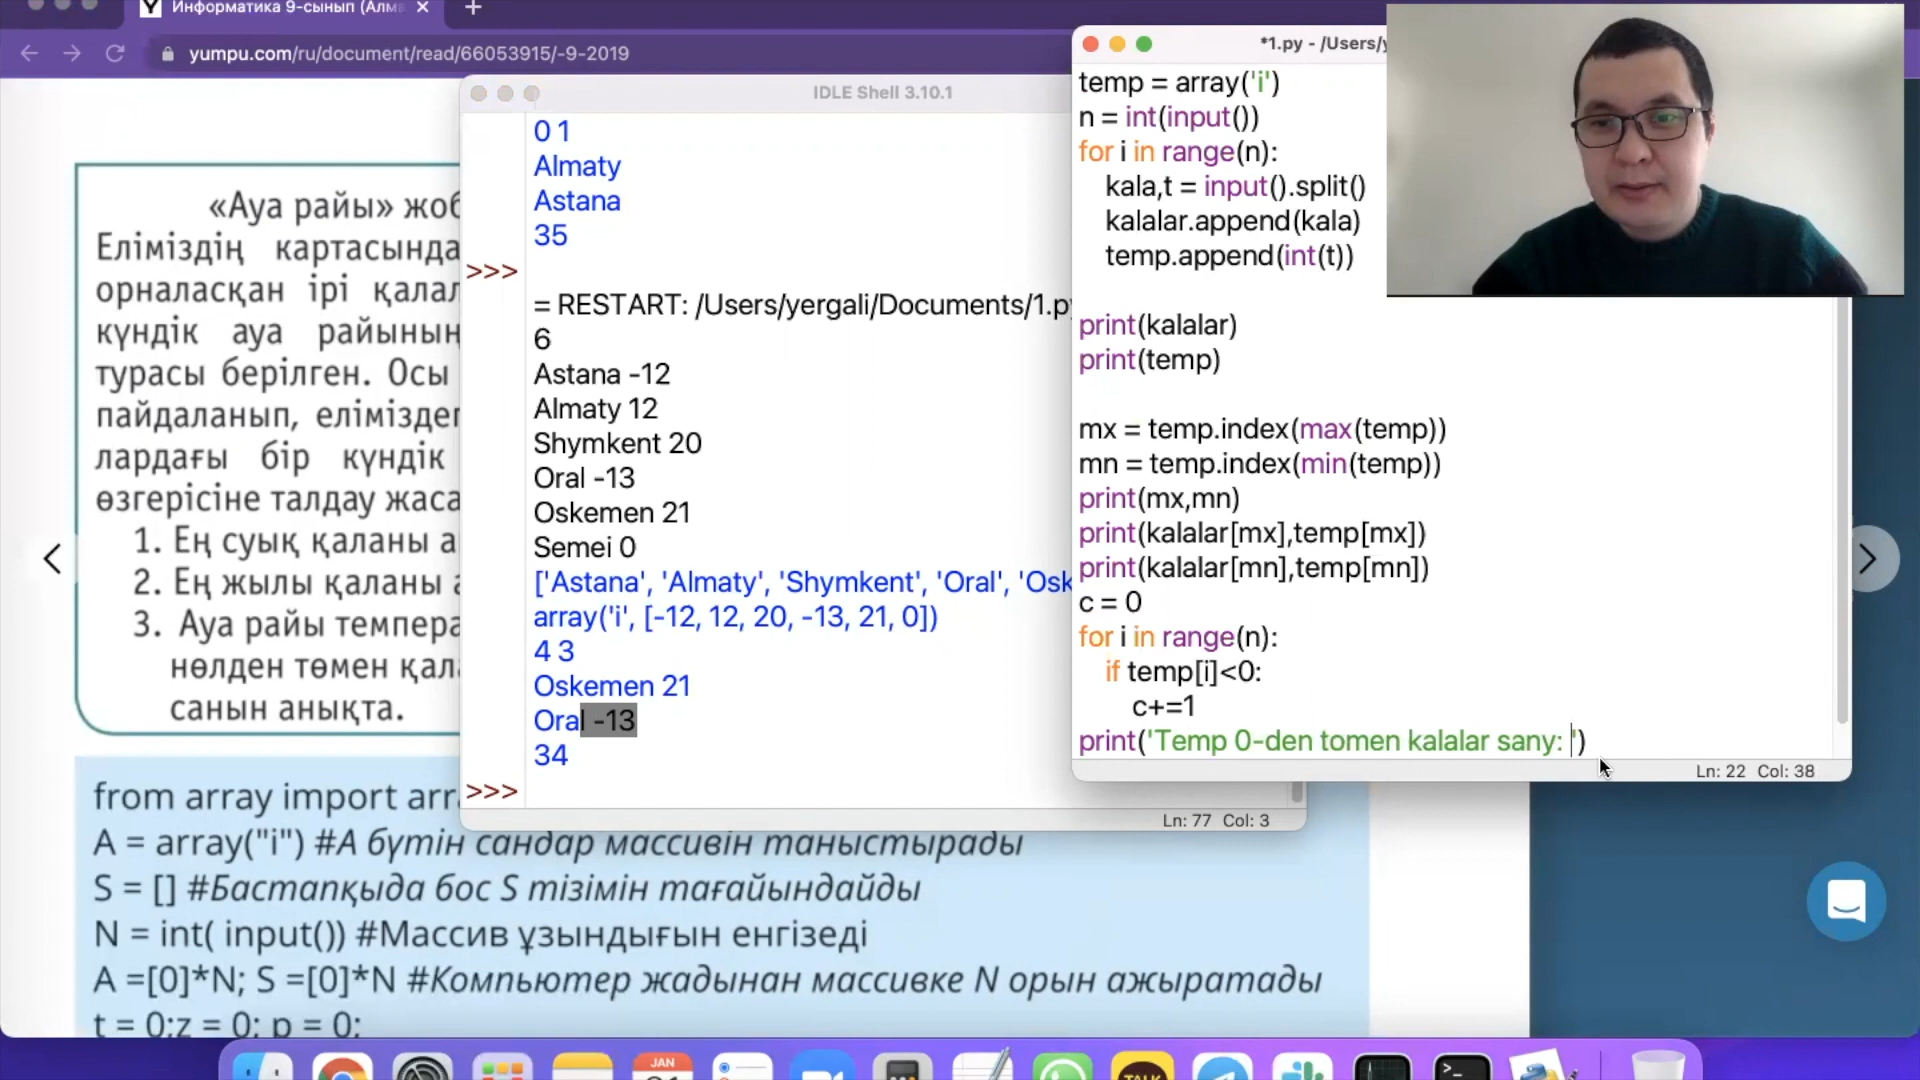 Информатика 9-сынып (Алма
yumpu.com/ru/document/read/66053915/-9-2019
«Ауа райы»
Еліміздің картасында
орналасқан ірі
күндік ауа райының
турасы берілген. Осы
пайдаланып,
лардағы бір күндік
өзгерісіне талдау
1. Ең суық қаланы
2. Ең жылы қаланы
3. Ауа райы
нөлден төмен
санын анықта.
from array import
A = array("i") #А бүтін сандар массивін таныстырады
S = [] #Бастапқыда бос S тізімін тағайындайды
N = int( input()) #Массив ұзындығын енгізеді
A =[0]*N; S =[0]*N #Компьютер жадынан массивке N орын ажыратады
t = 0;z = 0; p = 0;
IDLE Shell 3.10.1
0 1
Almaty
Astana
35
>>>
= RESTART: /Users/yergali/Documents/1.py
6
Astana -12
Almaty 12
Shymkent 20
Oral -13
Oskemen 21
Semei 0
['Astana', 'Almaty', 'Shymkent', 'Oral', 'Osk
array('i', [-12, 12, 20, -13, 21, 0])
4 3
Oskemen 21
Oral -13
34
>>>
Ln: 77 Col: 3
*1.py - /Users/y
temp = array('i')
n = int(input())
for i in range(n):
kala,t = input().split()
kalalar.append(kala)
temp.append(int(t))
print(kalalar)
print(temp)
mx = temp.index(max(temp))
mn = temp.index(min(temp))
print(mx,mn)
print(kalalar[mx],temp[mx])
print(kalalar[mn],temp[mn])
c = 0
for i in range(n):
if temp[i]<0:
c+=1
print('Temp 0-den tomen kalalar sany: ')
Ln: 22 Col: 38
JAN
TALK